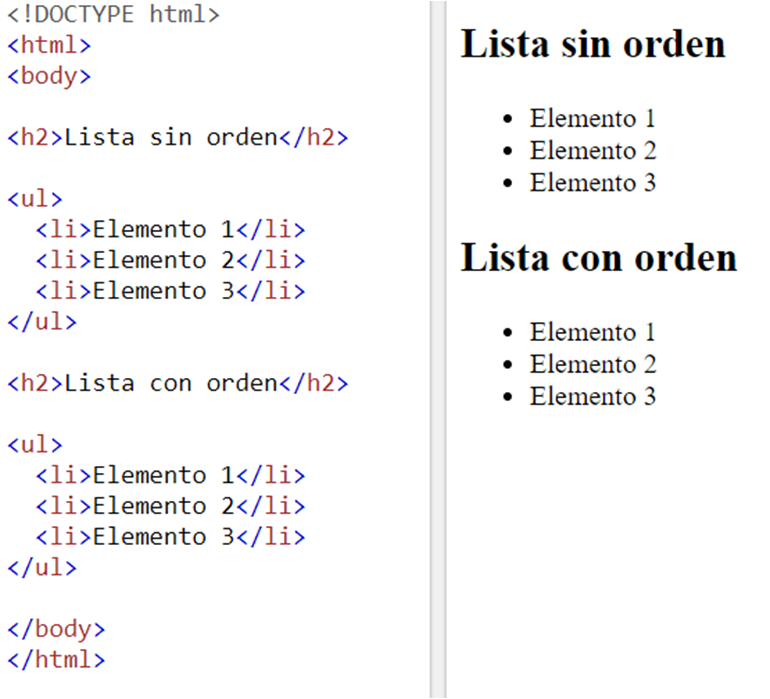 <!DOCTYPE html>
<html>
<body>
<h2>Lista sin orden</h2>
<ul>
<li>Elemento 1</li>
<li>Elemento 2</li>
<li>Elemento 3</li>
</ul>
<h2>Lista con orden</h2>
<ul>
<li>Elemento 1</li>
<li>Elemento 2</li>
<li>Elemento 3</li>
</ul>
</body>
</html>
Lista sin orden
• Elemento 1
• Elemento 2
• Elemento 3
Lista con orden
• Elemento 1
• Elemento 2
• Elemento 3